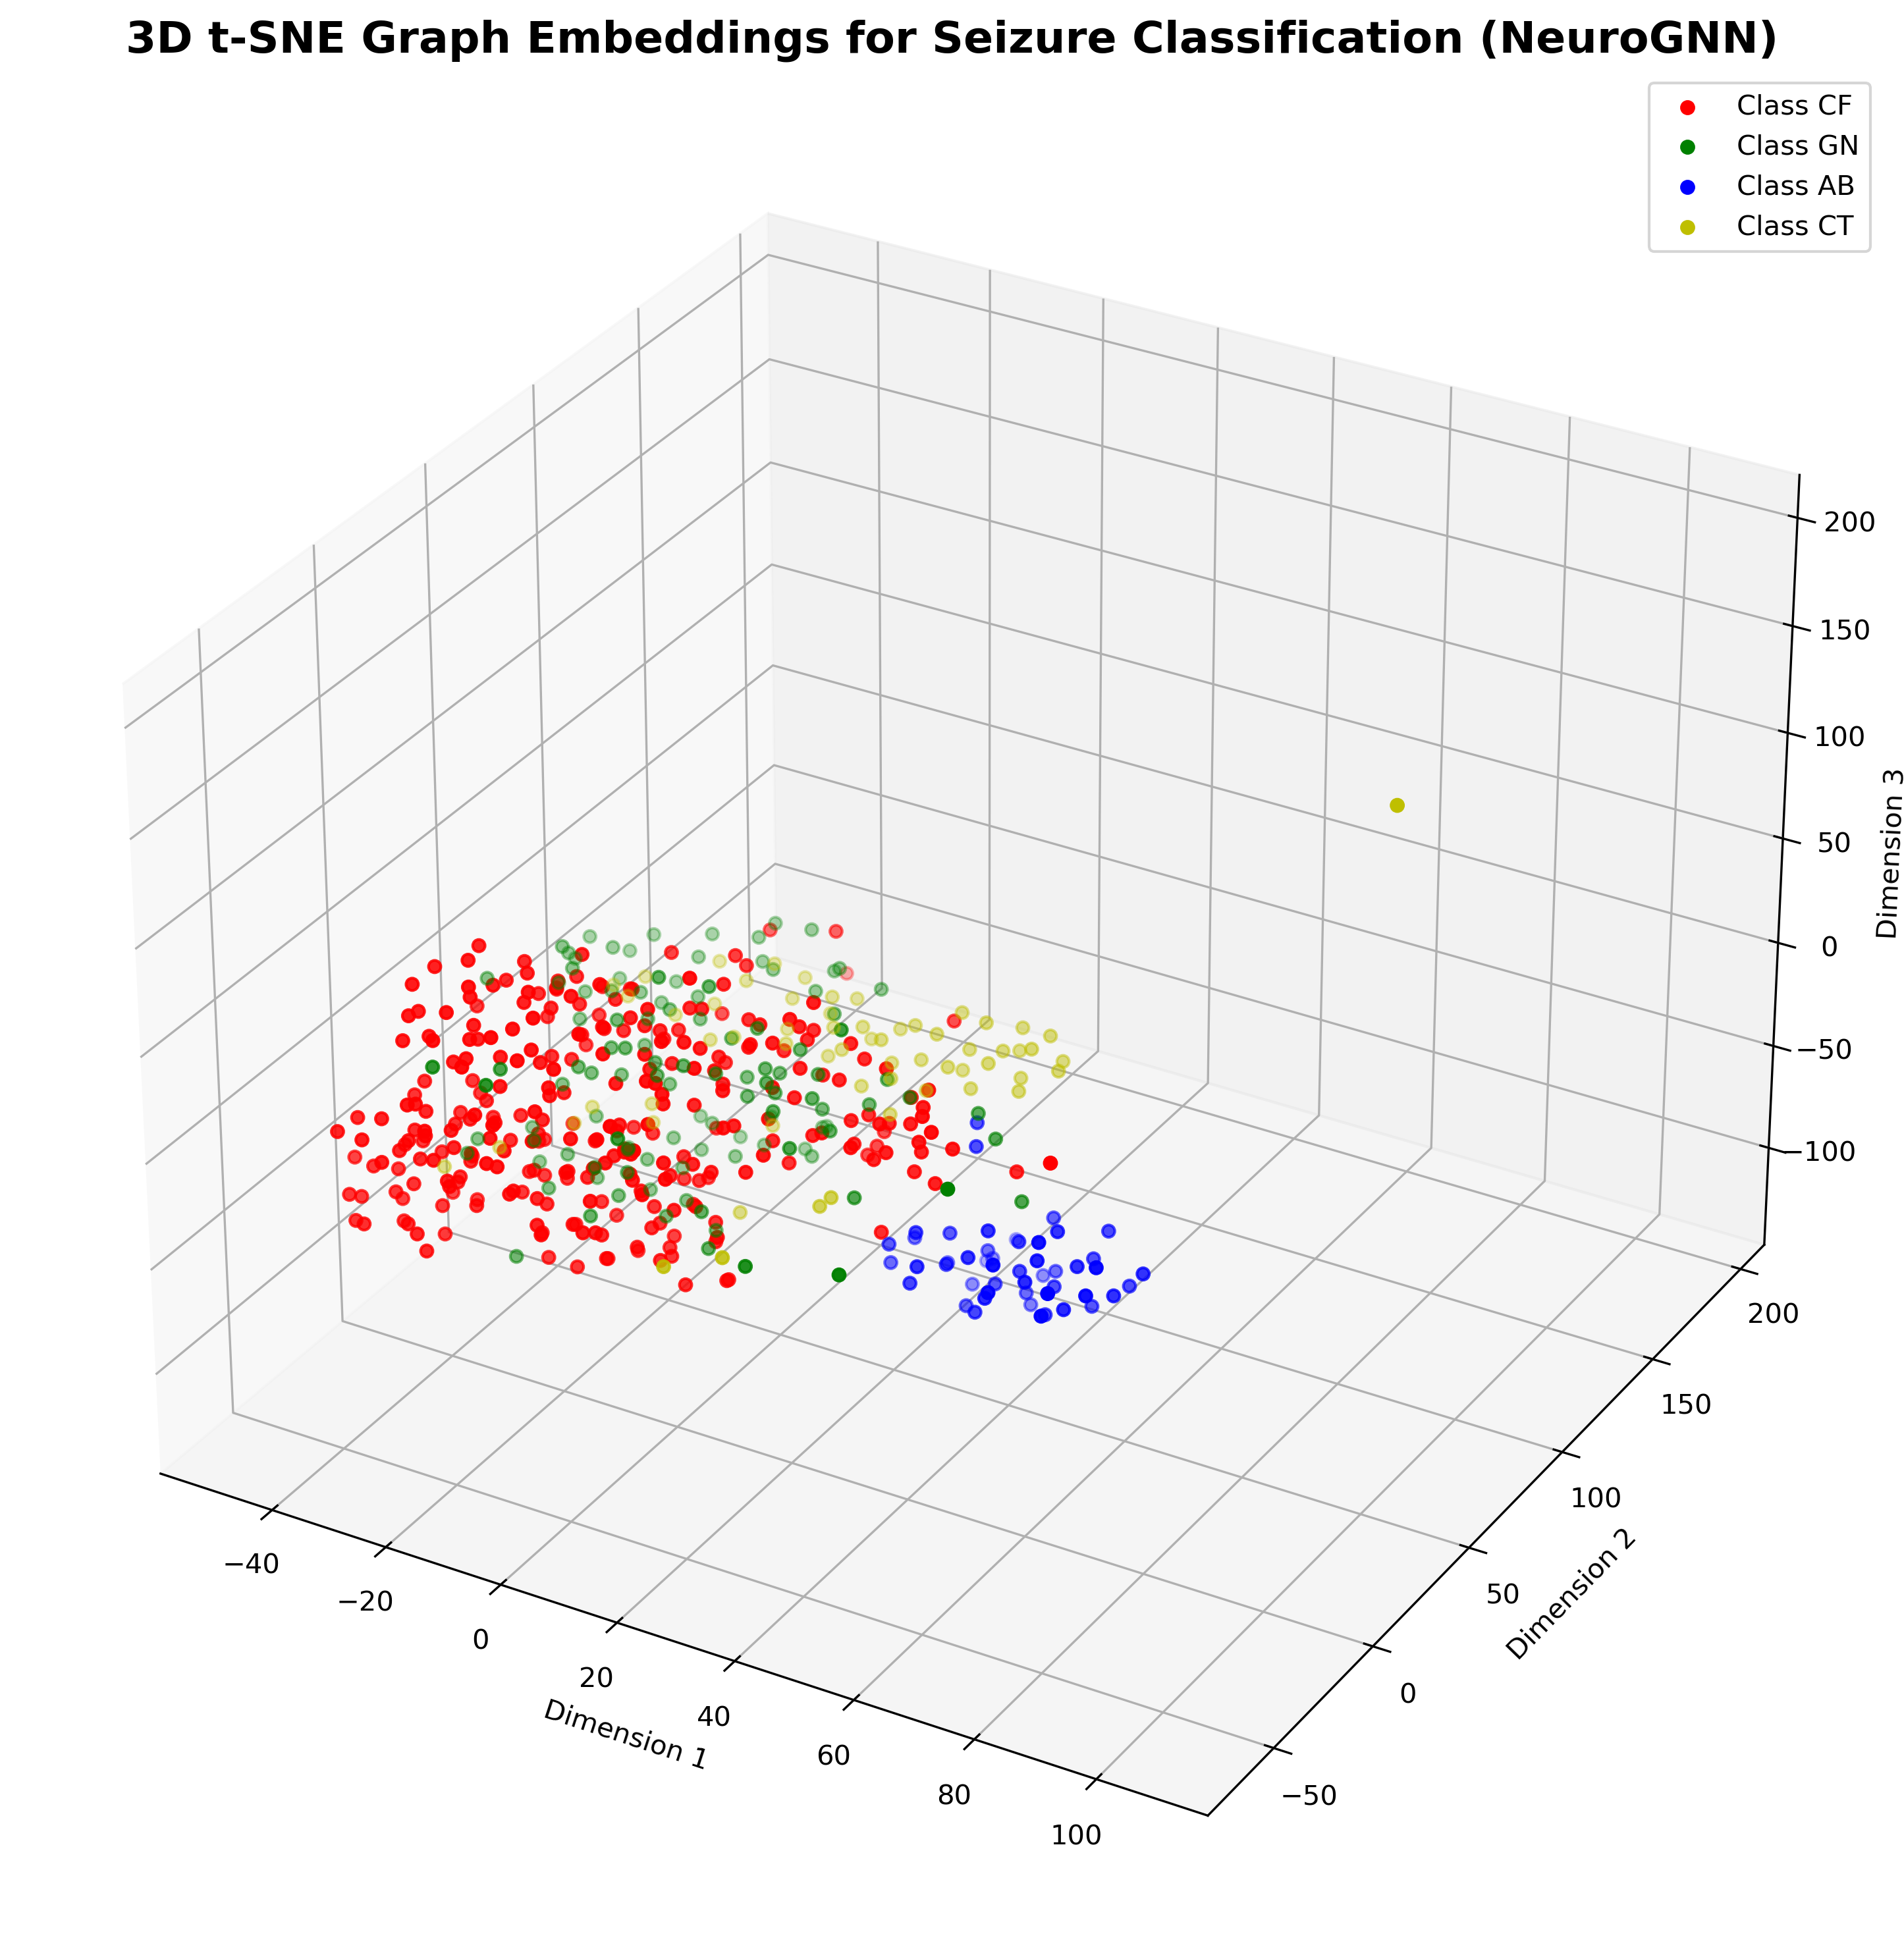 3D t-SNE Graph Embeddings for Seizure Classification (NeuroGNN)
Class CF
Class GN
Class AB
Class CT
200
150
100
50
0
−50
−100
Dimension 3
200
150
100
50
0
−50
Dimension 2
−40
−20
0
20
40
60
80
100
Dimension 1